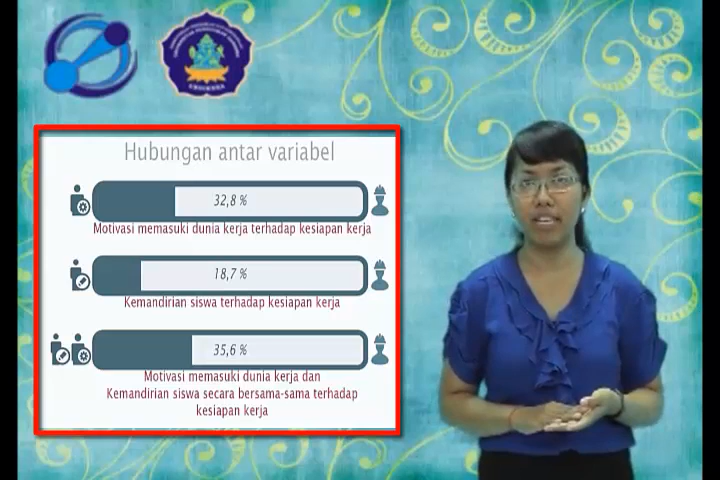 Hubungan antar variabel
32,8 %
Motivasi memasuki dunia kerja terhadap kesiapan kerja
18,7 %
Kemandirian siswa terhadap kesiapan kerja
35,6 %
Motivasi memasuki dunia kerja dan
Kemandirian siswa secara bersama-sama terhadap
kesiapan kerja